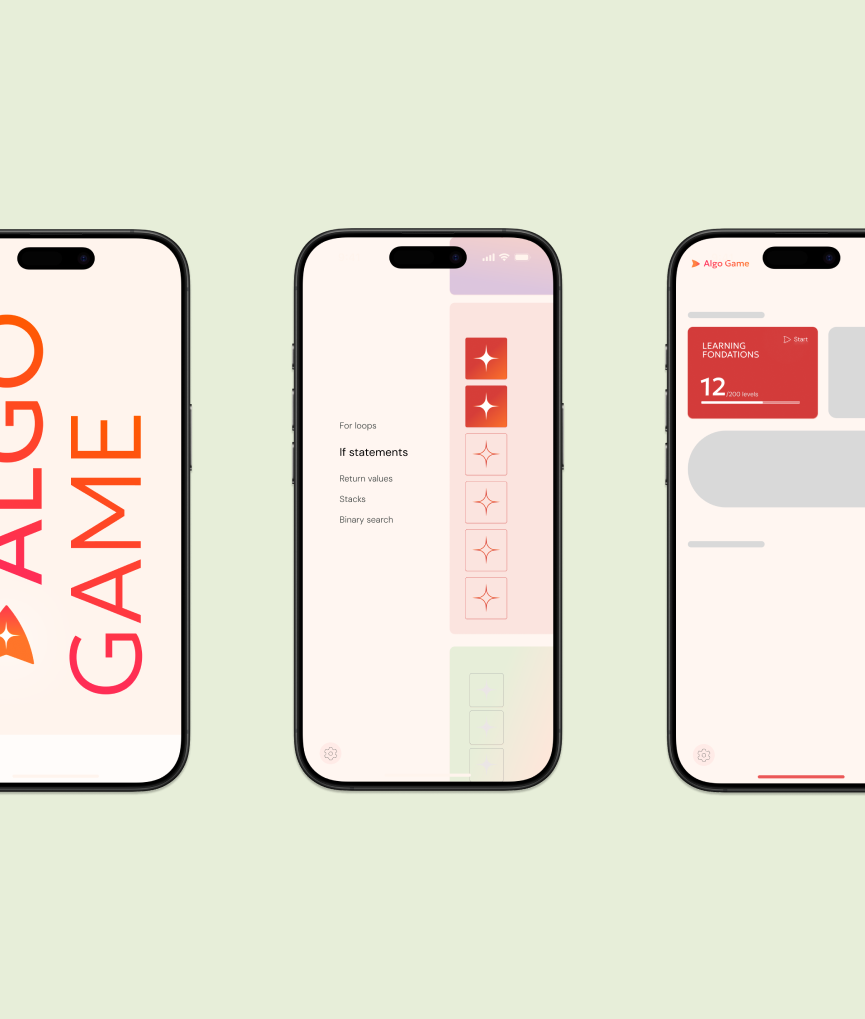 ALGO
GAME
For loops
If statements
Return values
Stacks
Binary search
Algo Game
LEARNING
FONDATIONS
Start
12/200 levels